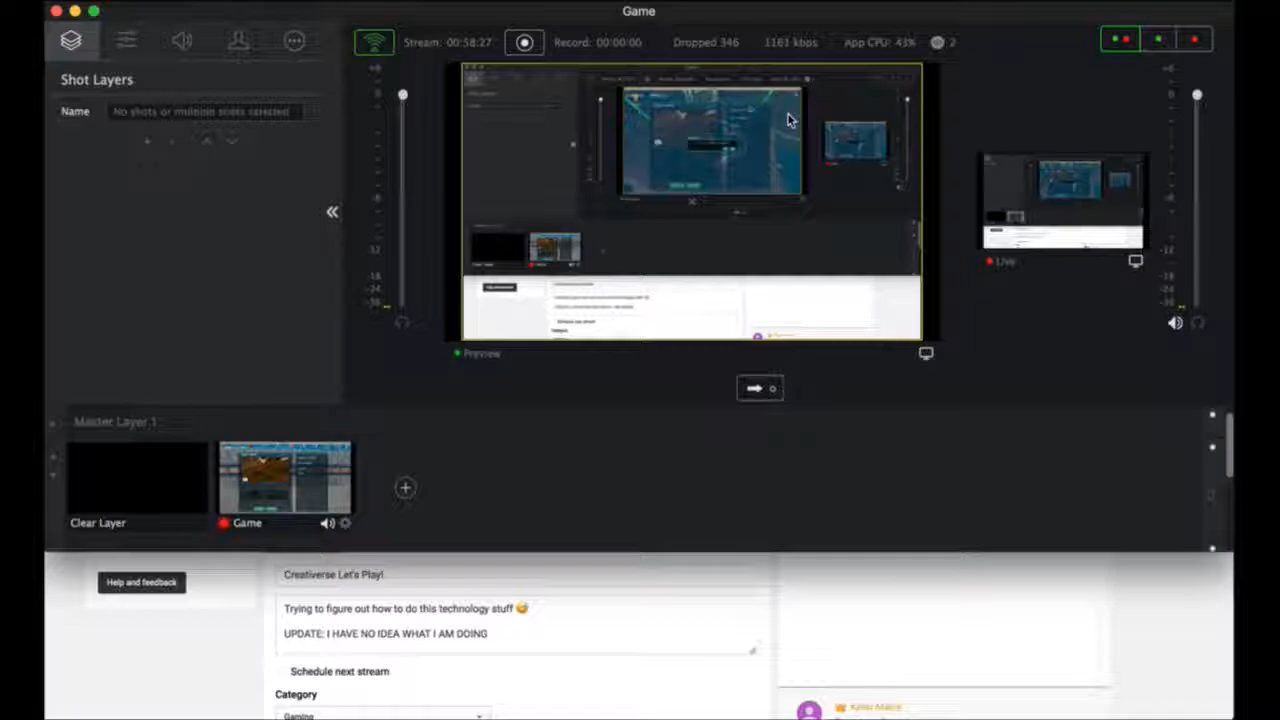 Game
Stream: 00:58:27
Record: 00:00:00
Dropped 346
1161 kbps
App CPU: 43%
2
Shot Layers
Name
No shots or multiple shots selected
Preview
Live
Master Layer 1
Clear Layer
Game
Help and feedback
Creativerse Let's Play!
Trying to figure out how to do this technology stuff 😅
UPDATE: I HAVE NO IDEA WHAT I AM DOING
Schedule next stream
Category
Gaming